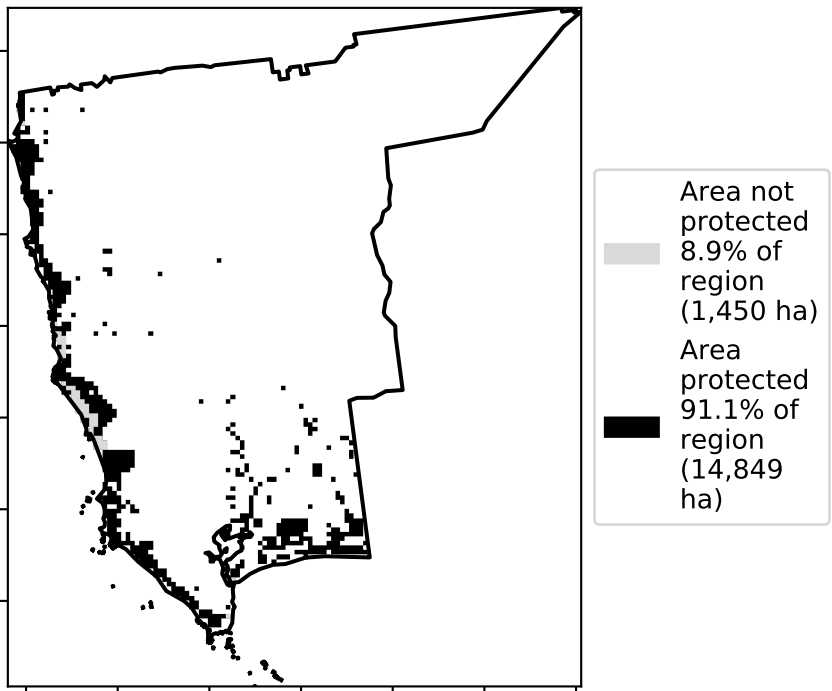 Area not
protected
8.9% of
region
(1,450 ha)
Area
protected
91.1% of
region
(14,849
ha)